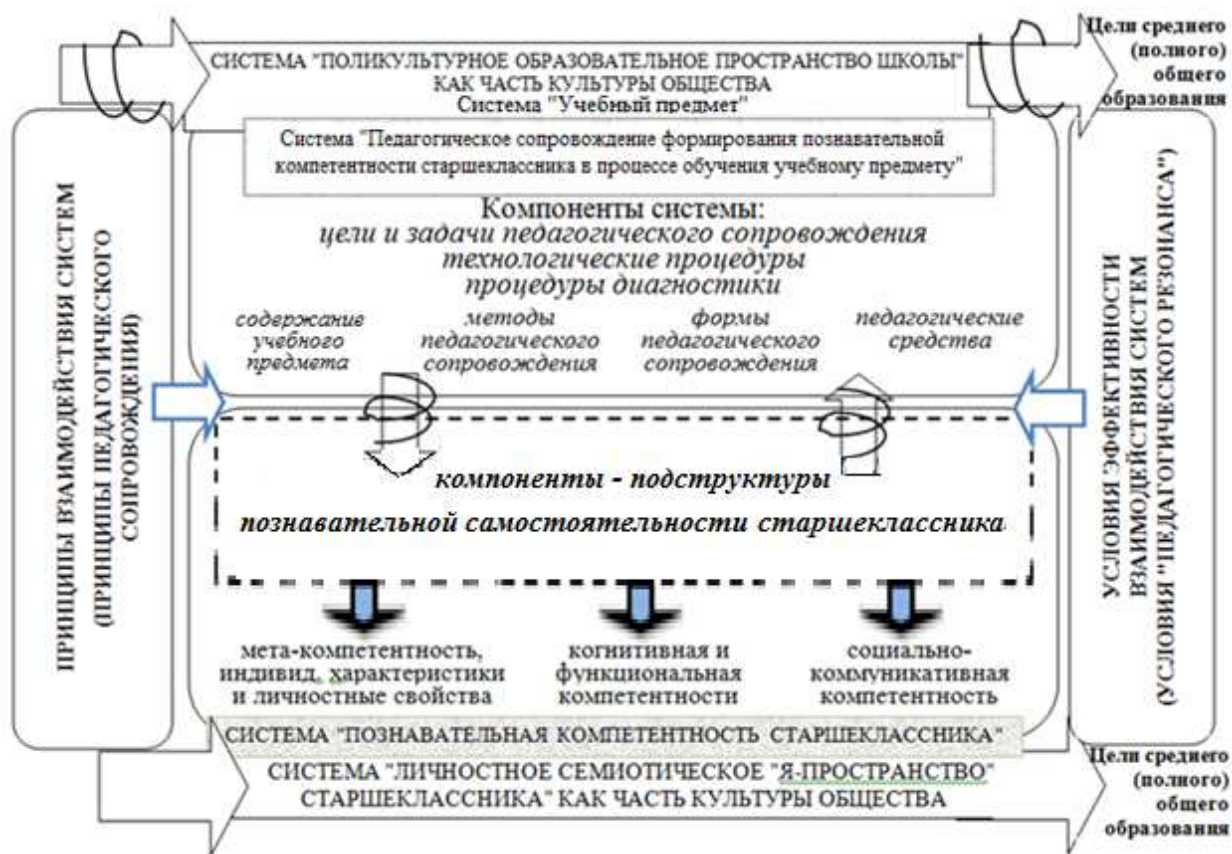 СИСТЕМА "ПОЛИКУЛЬТУРНОЕ ОБРАЗОВАТЕЛЬНОЕ ПРОСТРАНСТВО ШКОЛЫ"
КАК ЧАСТЬ КУЛЬТУРЫ ОБЩЕСТВА
Система "Учебный предмет"
Цели среднего
(полного)
общего
образования
Система "Педагогическое сопровождение формирования познавательной
компетентности старшеклассника в процессе обучения учебному предмету"
Компоненты системы:
цели и задачи педагогического сопровождения
технологические процедуры
процедуры диагностики
содержание
учебного
предмета
методы
педагогического
сопровождения
формы
педагогического
сопровождения
педагогические
средства
ПРИНЦИПЫ ВЗАИМОДЕЙСТВИЯ СИСТЕМ
(ПРИНЦИПЫ ПЕДАГОГИЧЕСКОГО
СОПРОВОЖДЕНИЯ)
УСЛОВИЯ ЭФФЕКТИВНОСТИ
ВЗАИМОДЕЙСТВИЯ СИСТЕМ
(УСЛОВИЯ "ПЕДАГОГИЧЕСКОГО РЕЗОНАНСА")
компоненты - подструктуры
познавательной самостоятельности старшеклассника
мета-компетентность,
индивид, характеристики
и личностные свойства
когнитивная и
функциональная
компетентности
социально-
коммуникативная
компетентность
СИСТЕМА "ПОЗНАВАТЕЛЬНАЯ КОМПЕТЕНТНОСТЬ СТАРШЕКЛАССНИКА"
СИСТЕМА "ЛИЧНОСТНОЕ СЕМИОТИЧЕСКОЕ "Я-ПРОСТРАНСТВО"
СТАРШЕКЛАССНИКА" КАК ЧАСТЬ КУЛЬТУРЫ ОБЩЕСТВА
Цели среднего
(полного)
общего
образования